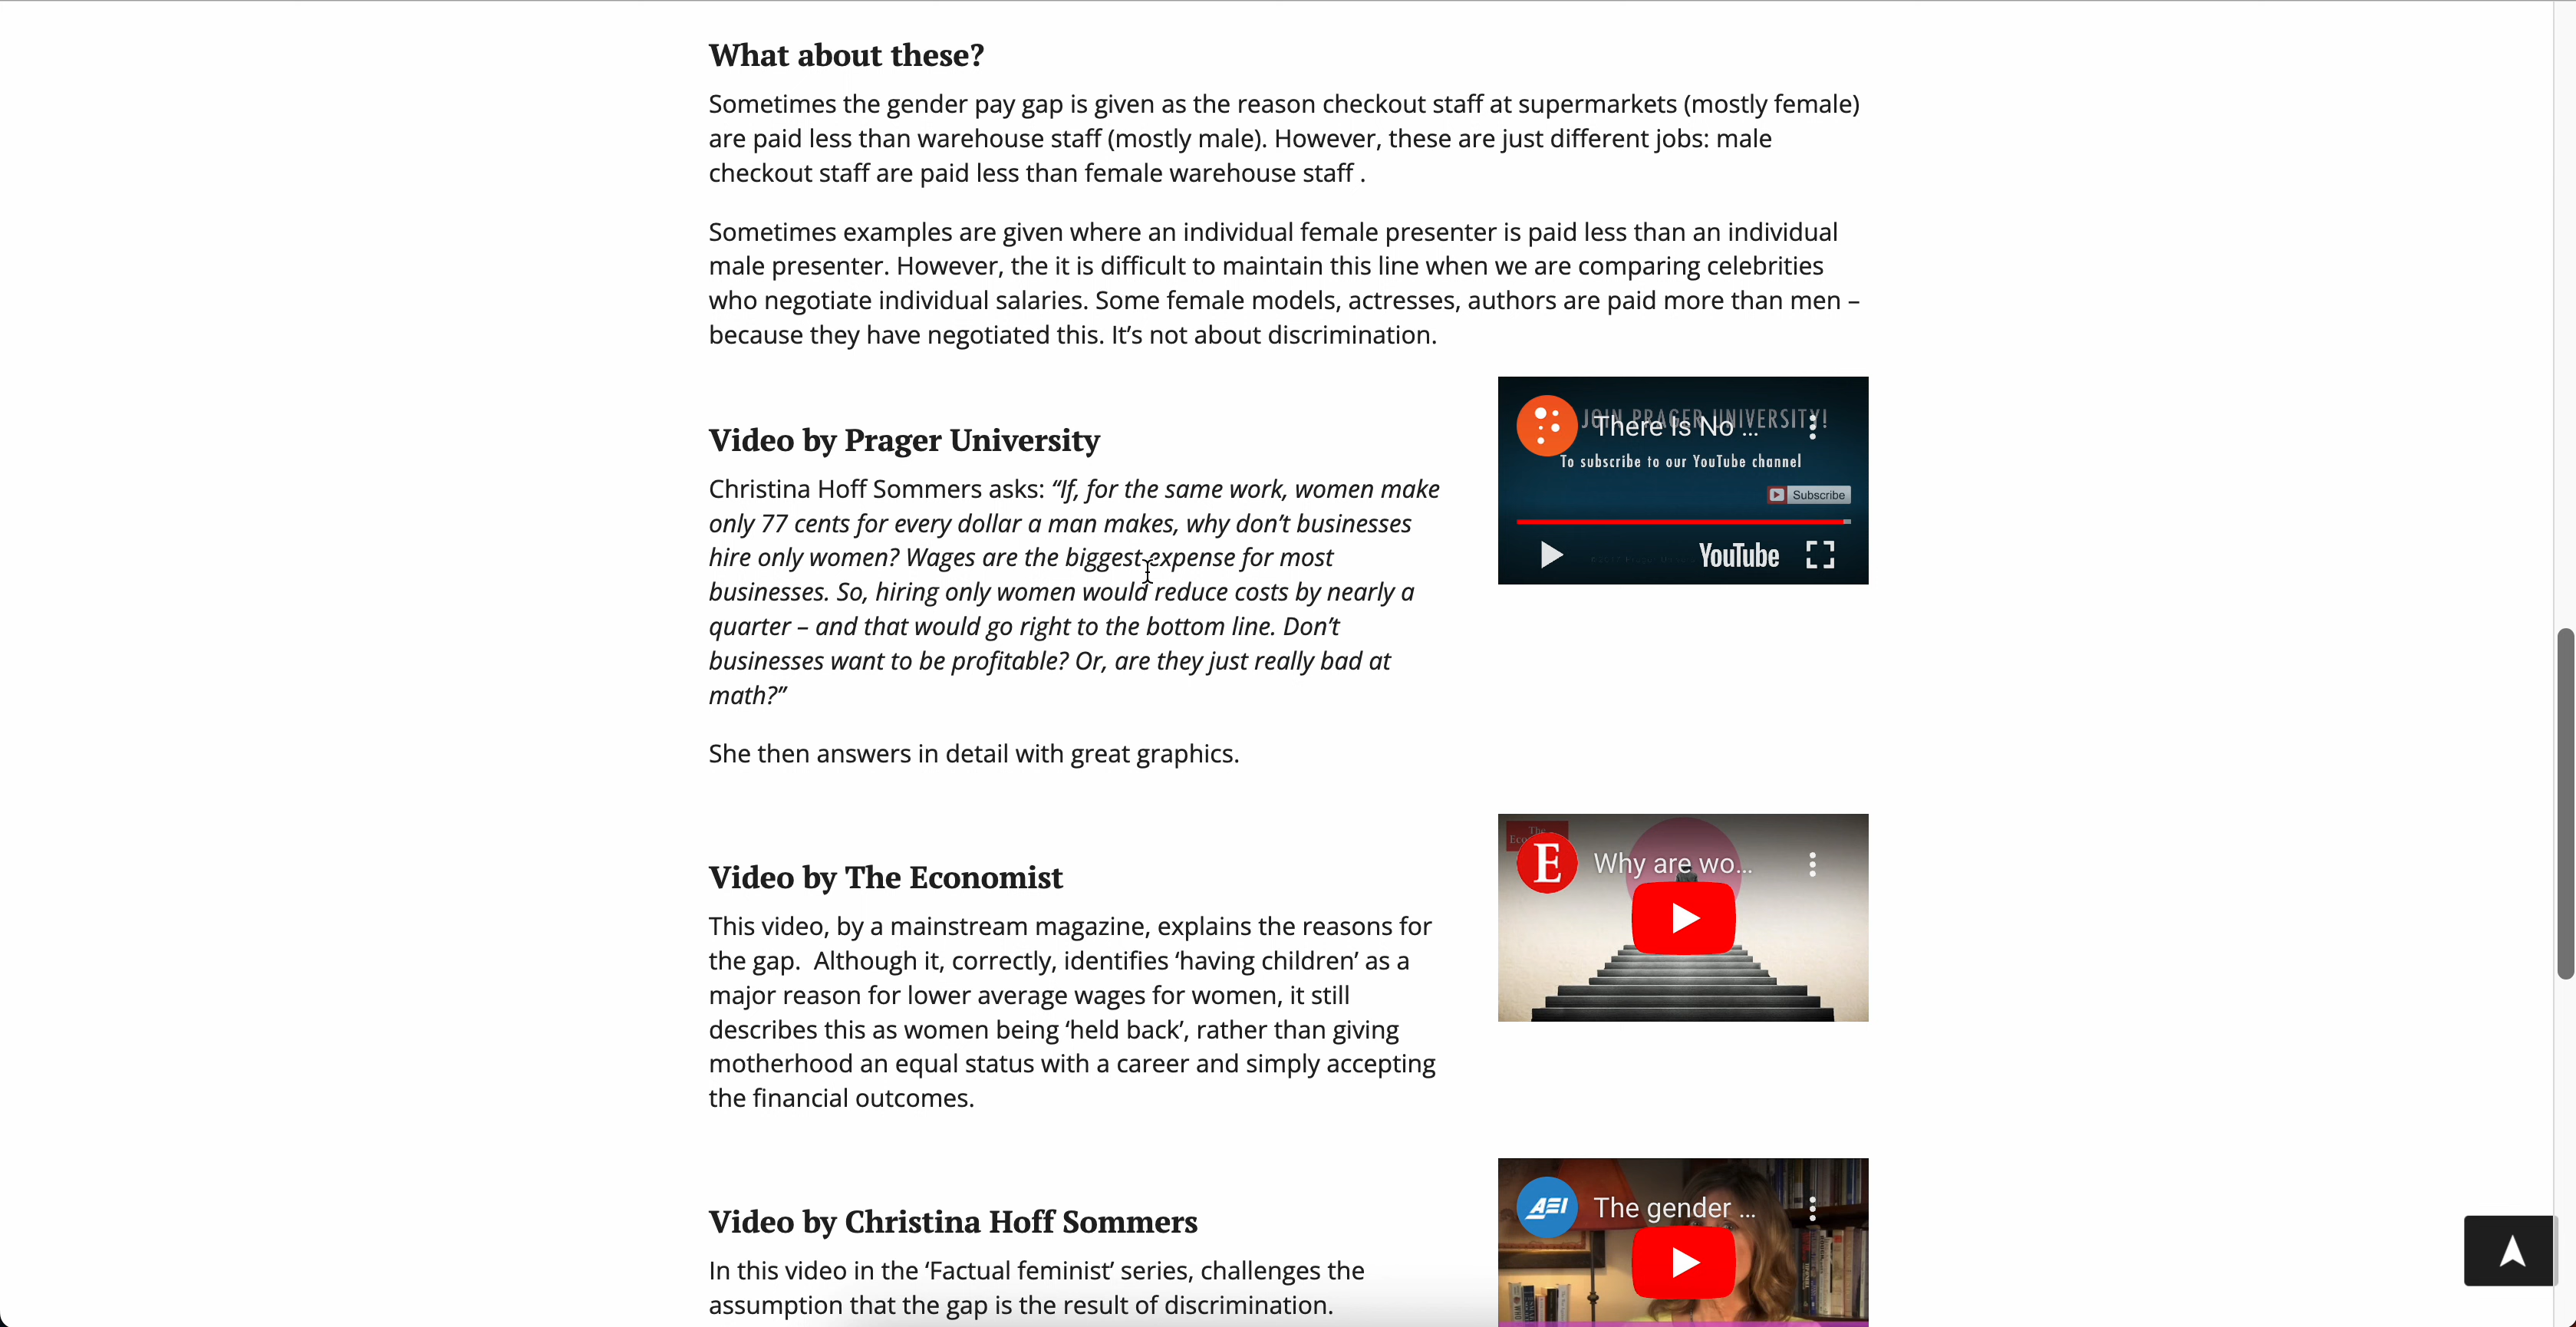 What about these?
Sometimes the gender pay gap is given as the reason checkout staff at supermarkets (mostly female)
are paid less than warehouse staff (mostly male). However, these are just different jobs: male
checkout staff are paid less than female warehouse staff .
Sometimes examples are given where an individual female presenter is paid less than an individual
male presenter. However, the it is difficult to maintain this line when we are comparing celebrities
who negotiate individual salaries. Some female models, actresses, authors are paid more than men –
because they have negotiated this. It’s not about discrimination.
JOIN PRAGER UNIVERSITY!
There Is No ...
To subscribe to our YouTube channel
Subscribe
YouTube
Video by Prager University
Christina Hoff Sommers asks: “If, for the same work, women make
only 77 cents for every dollar a man makes, why don’t businesses
hire only women? Wages are the biggest expense for most
businesses. So, hiring only women would reduce costs by nearly a
quarter – and that would go right to the bottom line. Don’t
businesses want to be profitable? Or, are they just really bad at
math?”
She then answers in detail with great graphics.
The
E
Why are wo...
Video by The Economist
This video, by a mainstream magazine, explains the reasons for
the gap.  Although it, correctly, identifies ‘having children’ as a
major reason for lower average wages for women, it still
describes this as women being ‘held back’, rather than giving
motherhood an equal status with a career and simply accepting
the financial outcomes.
AEI
The gender ...
Video by Christina Hoff Sommers
In this video in the ‘Factual feminist’ series, challenges the
assumption that the gap is the result of discrimination.